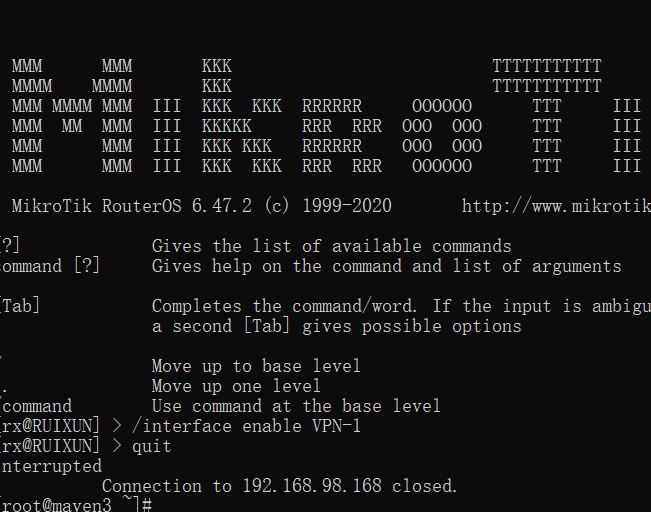 MMM      MMM       KKK                          TTTTTTTTTTT
MMMM    MMMM       KKK                          TTTTTTTTTTT
MMM MMMM MMM  III  KKK  KKK  RRRRRR     OOOOOO      TTT     III
MMM  MM  MMM  III  KKKKK     RRR  RRR  OOO  OOO     TTT     III
MMM      MMM  III  KKK KKK   RRRRRR    OOO  OOO     TTT     III
MMM      MMM  III  KKK  KKK  RRR  RRR   OOOOOO      TTT     III
MikroTik RouterOS 6.47.2 (c) 1999-2020       http://www.mikrotik
[?]             Gives the list of available commands
command [?]     Gives help on the command and list of arguments
[Tab]           Completes the command/word. If the input is ambigu
a second [Tab] gives possible options
/               Move up to base level
..              Move up one level
/command        Use command at the base level
[rx@RUIXUN] > /interface enable VPN-1
[rx@RUIXUN] > quit
nterrupted
Connection to 192.168.98.168 closed.
[root@maven3 ~]#